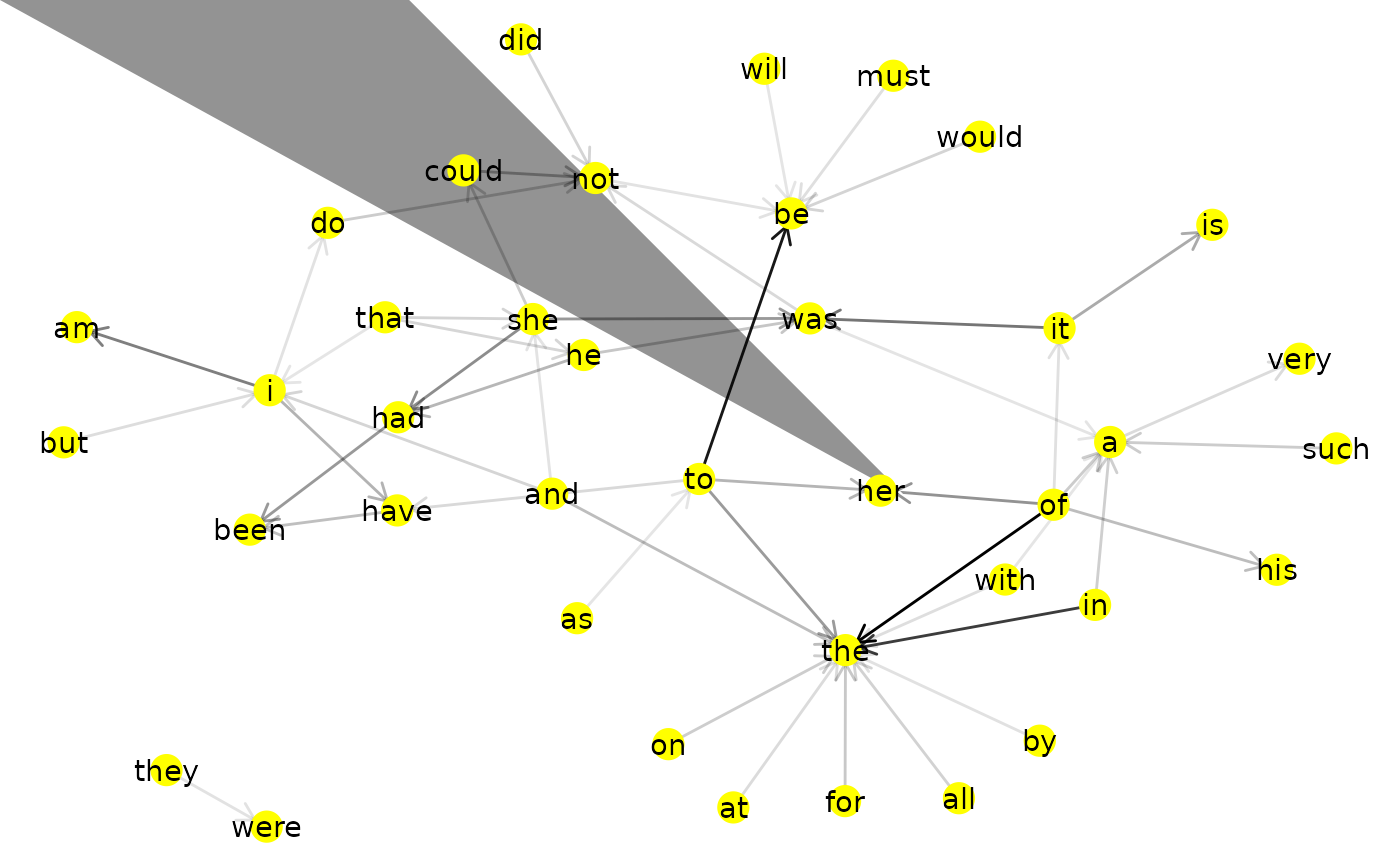 did
will
must
would
could
not
be
do
is
am
that
she
was
it
he
very
i
had
but
a
such
to
her
and
of
have
been
with
his
in
as
the
on
by
they
at
for
all
were